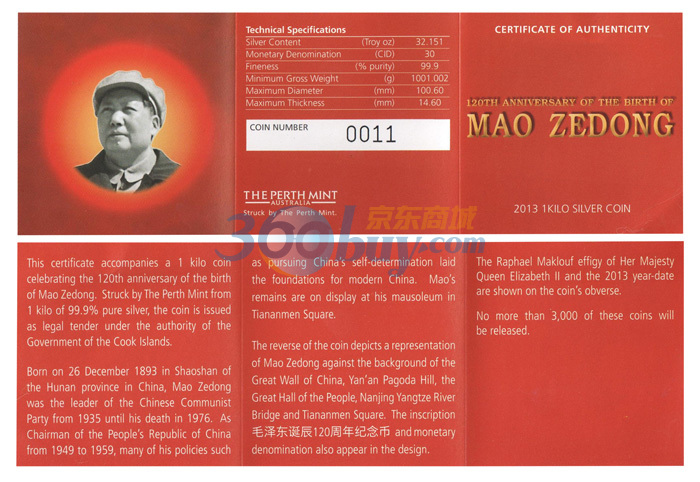 Technical Specifications
Silver Content (Troy oz) 32.151
Monetary Denomination (CID) 30
Fineness (% purity) 99.9
Minimum Gross Weight (g) 1001.002
Maximum Diameter (mm) 100.60
Maximum Thickness (mm) 14.60
COIN NUMBER 0011
THE PERTH MINT
AUSTRALIA
Struck by The Perth Mint.
CERTIFICATE OF AUTHENTICITY
120TH ANNIVERSARY OF THE BIRTH OF
MAO ZEDONG
2013 1KILO SILVER COIN
360buy.com
京东商城
This certificate accompanies a 1 kilo coin
celebrating the 120th anniversary of the birth
of Mao Zedong. Struck by The Perth Mint from
1 kilo of 99.9% pure silver, the coin is issued
as legal tender under the authority of the
Government of the Cook Islands.
Born on 26 December 1893 in Shaoshan of
the Hunan province in China, Mao Zedong
was the leader of the Chinese Communist
Party from 1935 until his death in 1976. As
Chairman of the People's Republic of China
from 1949 to 1959, many of his policies such
as pursuing China's self-determination laid
the foundations for modern China. Mao's
remains are on display at his mausoleum in
Tiananmen Square.
The reverse of the coin depicts a representation
of Mao Zedong against the background of the
Great Wall of China, Yan'an Pagoda Hill, the
Great Hall of the People, Nanjing Yangtze River
Bridge and Tiananmen Square. The inscription
毛泽东诞辰120周年纪念币 and monetary
denomination also appear in the design.
The Raphael Maklouf effigy of Her Majesty
Queen Elizabeth II and the 2013 year-date
are shown on the coin's obverse.
No more than 3,000 of these coins will
be released.